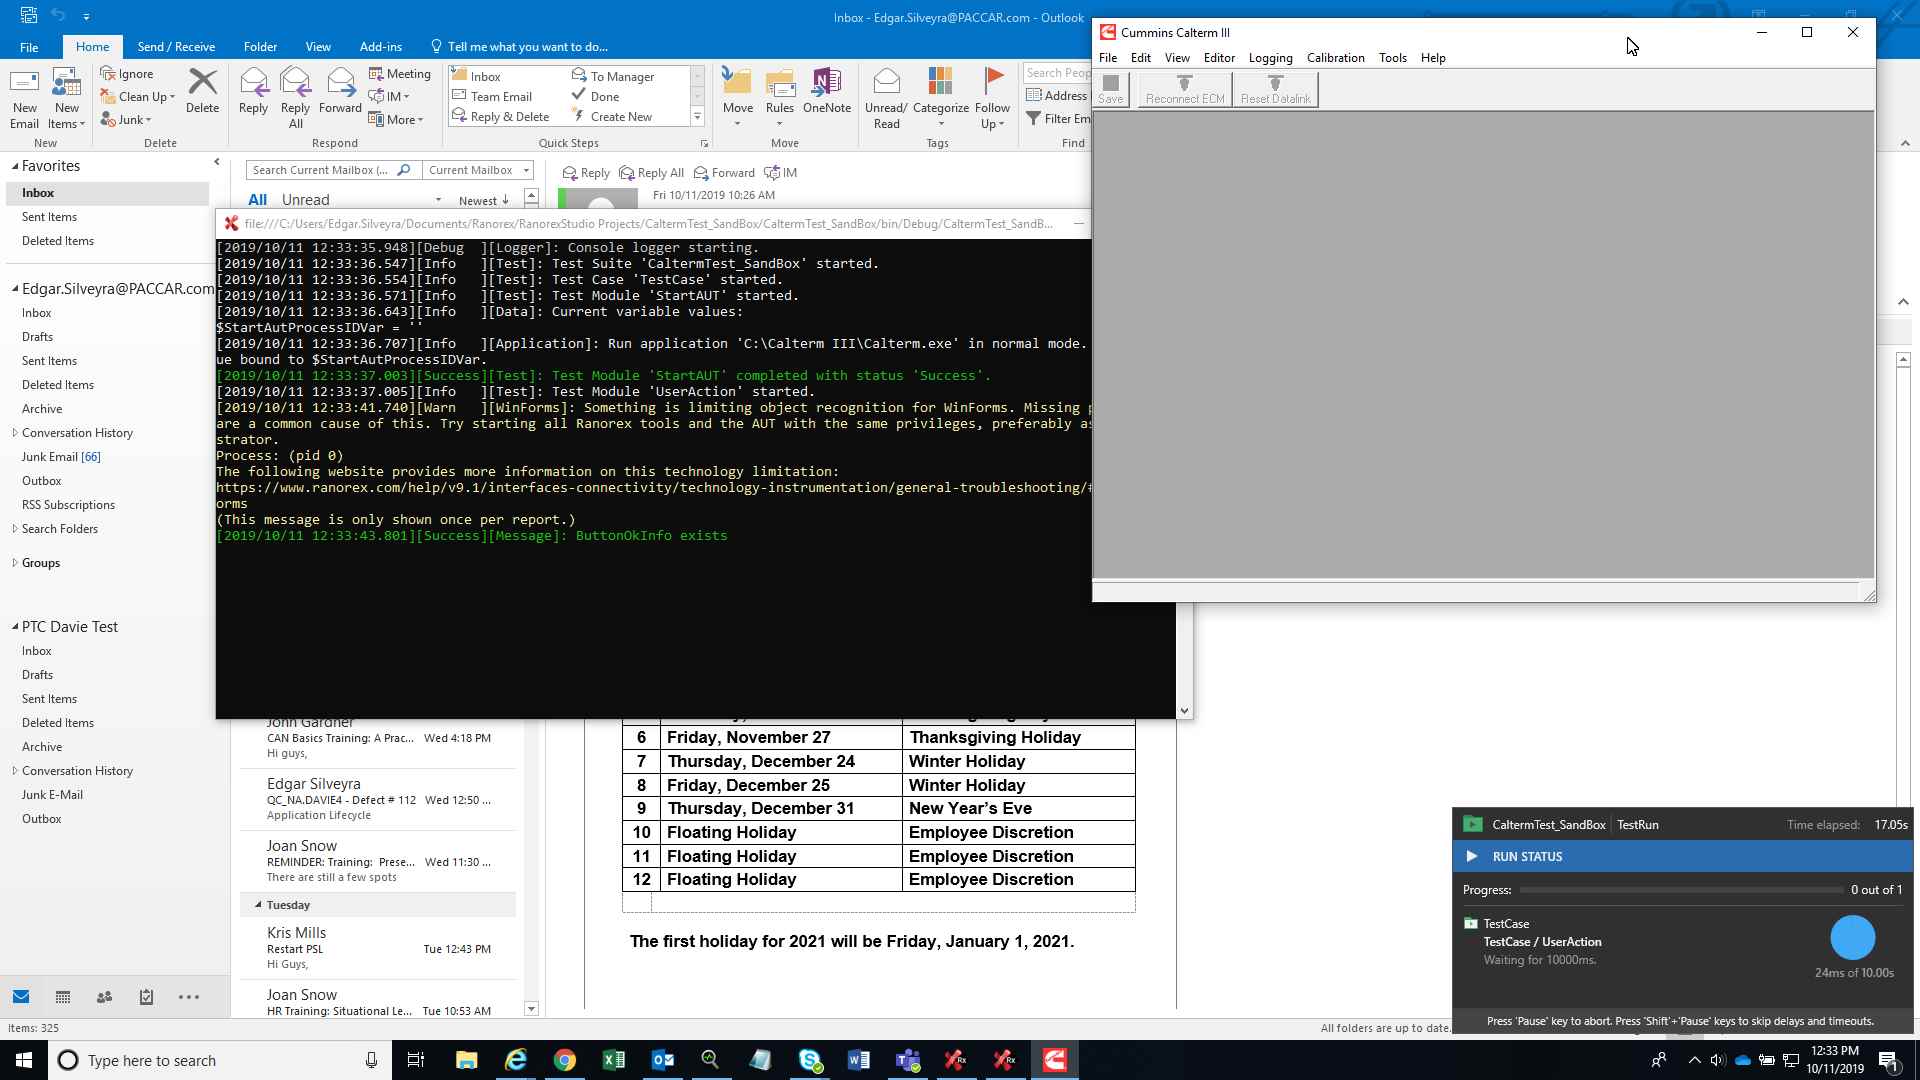 Inbox - Edgar.Silveyra@PACCAR.com - Outlook
File Home Send / Receive Folder View Add-ins Tell me what you want to do...
New Email
New Items
Ignore
Clean Up
Junk
Delete
Reply
Reply All
Forward
Meeting
IM
More
Inbox
Team Email
Reply & Delete
To Manager
Done
Create New
Move
Rules
OneNote
Unread/ Read
Categorize
Follow Up
Search Peop
Address
Filter Em
New Delete Respond Quick Steps Move Tags Find
Favorites
Inbox
Sent Items
Deleted Items
Edgar.Silveyra@PACCAR.com
Inbox
Drafts
Sent Items
Deleted Items
Archive
Conversation History
Junk Email [66]
Outbox
RSS Subscriptions
Search Folders
Groups
PTC Davie Test
Inbox
Drafts
Sent Items
Deleted Items
Archive
Conversation History
Junk E-Mail
Outbox
Items: 325
Search Current Mailbox (... Current Mailbox
All Unread Newest
Reply Reply All Forward IM
Fri 10/11/2019 10:26 AM
file:///C:/Users/Edgar.Silveyra/Documents/Ranorex/RanorexStudio Projects/CaltermTest_SandBox/CaltermTest_SandBox/bin/Debug/CaltermTest_SandB...
[2019/10/11 12:33:35.948][Debug ][Logger]: Console logger starting.
[2019/10/11 12:33:36.547][Info ][Test]: Test Suite 'CaltermTest_SandBox' started.
[2019/10/11 12:33:36.554][Info ][Test]: Test Case 'TestCase' started.
[2019/10/11 12:33:36.571][Info ][Test]: Test Module 'StartAUT' started.
[2019/10/11 12:33:36.643][Info ][Data]: Current variable values:
$StartAutProcessIDVar = ''
[2019/10/11 12:33:36.707][Info ][Application]: Run application 'C:\Calterm III\Calterm.exe' in normal mode.
ue bound to $StartAutProcessIDVar.
[2019/10/11 12:33:37.003][Success][Test]: Test Module 'StartAUT' completed with status 'Success'.
[2019/10/11 12:33:37.005][Info ][Test]: Test Module 'UserAction' started.
[2019/10/11 12:33:41.740][Warn ][WinForms]: Something is limiting object recognition for WinForms. Missing p
are a common cause of this. Try starting all Ranorex tools and the AUT with the same privileges, preferably as
strator.
Process: (pid 0)
The following website provides more information on this technology limitation:
https://www.ranorex.com/help/v9.1/interfaces-connectivity/technology-instrumentation/general-troubleshooting/#
orms
(This message is only shown once per report.)
[2019/10/11 12:33:43.801][Success][Message]: ButtonOkInfo exists
Cummins Calterm III
File Edit View Editor Logging Calibration Tools Help
Save Reconnect ECM Reset Datalink
John Gardner
CAN Basics Training: A Prac... Wed 4:18 PM
Hi guys,
Edgar Silveyra
QC_NA.DAVIE4 - Defect # 112 Wed 12:50 ...
Application Lifecycle
Joan Snow
REMINDER: Training: Prese... Wed 11:30 ...
There are still a few spots
Tuesday
Kris Mills
Restart PSL Tue 12:43 PM
Hi Guys,
Joan Snow
HR Training: Situational Le... Tue 10:53 AM
6 Friday, November 27 Thanksgiving Holiday
7 Thursday, December 24 Winter Holiday
8 Friday, December 25 Winter Holiday
9 Thursday, December 31 New Year’s Eve
10 Floating Holiday Employee Discretion
11 Floating Holiday Employee Discretion
12 Floating Holiday Employee Discretion
The first holiday for 2021 will be Friday, January 1, 2021.
All folders are up to date.
CaltermTest_SandBox TestRun Time elapsed: 17.05s
RUN STATUS
Progress: 0 out of 1
TestCase
TestCase / UserAction
Waiting for 10000ms.
24ms of 10.00s
Press 'Pause' key to abort. Press 'Shift'+'Pause' keys to skip delays and timeouts.
Type here to search
12:33 PM
10/11/2019
1